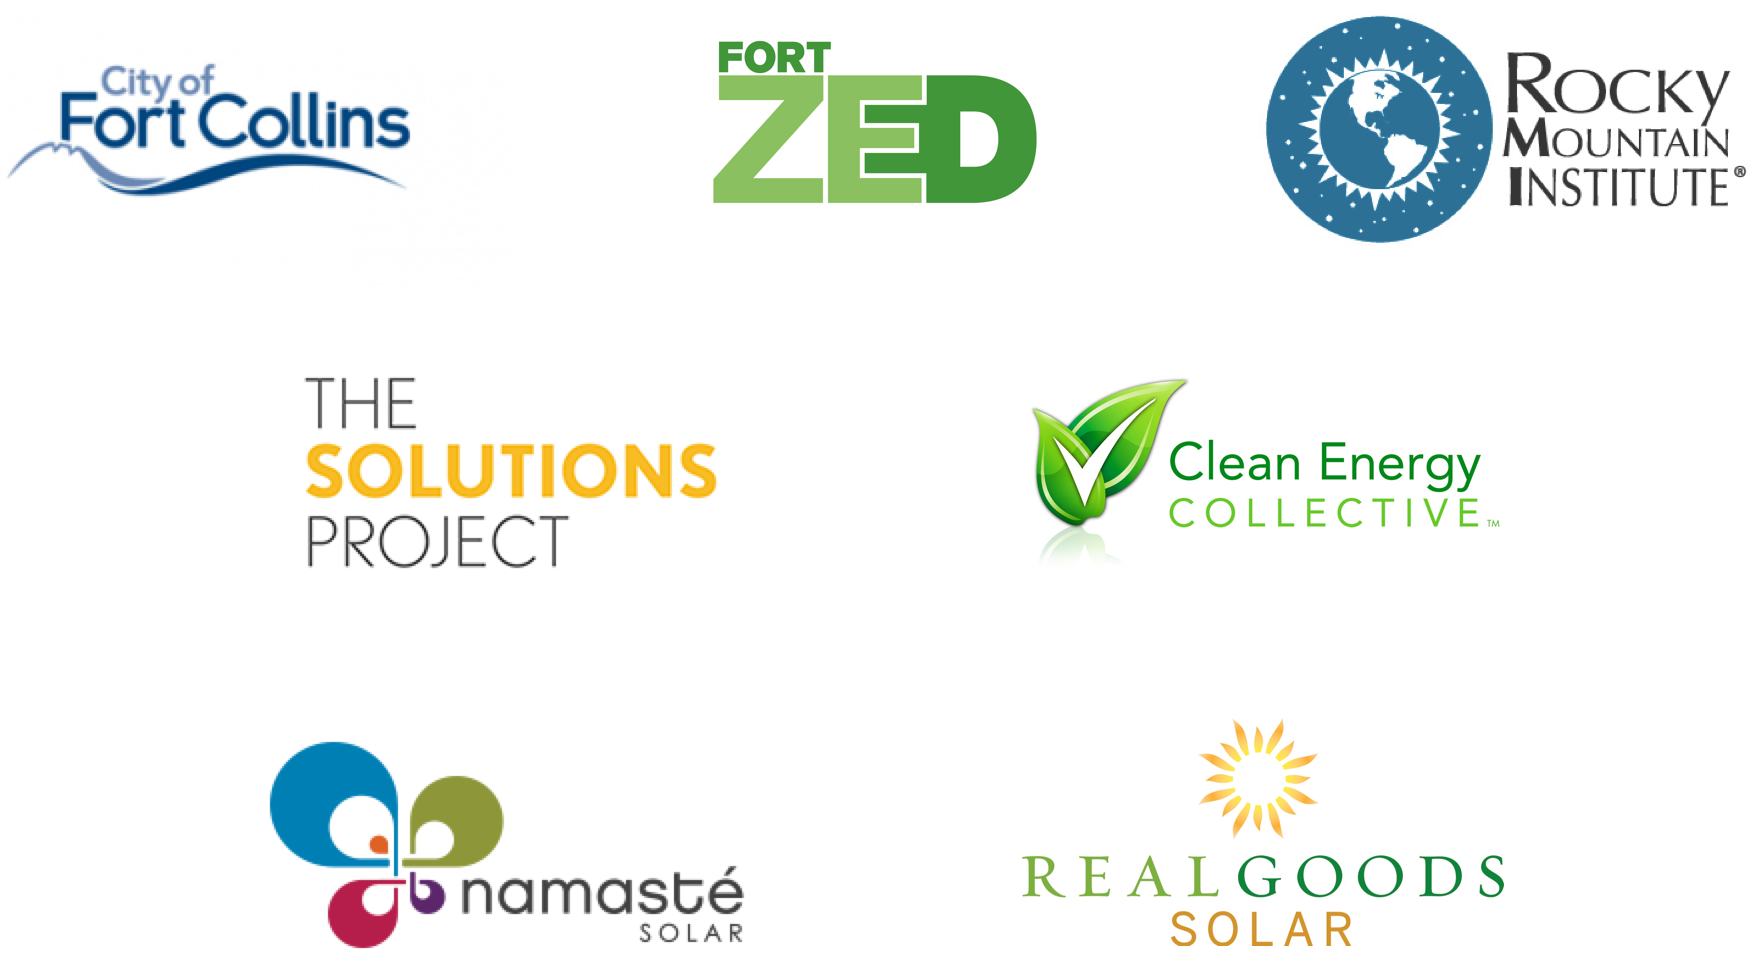 City of
Fort Collins
FORT
ZED
ROCKY
MOUNTAIN
INSTITUTE®
THE
SOLUTIONS
PROJECT
Clean Energy
COLLECTIVE™
namasté
SOLAR
REALGOODS
SOLAR